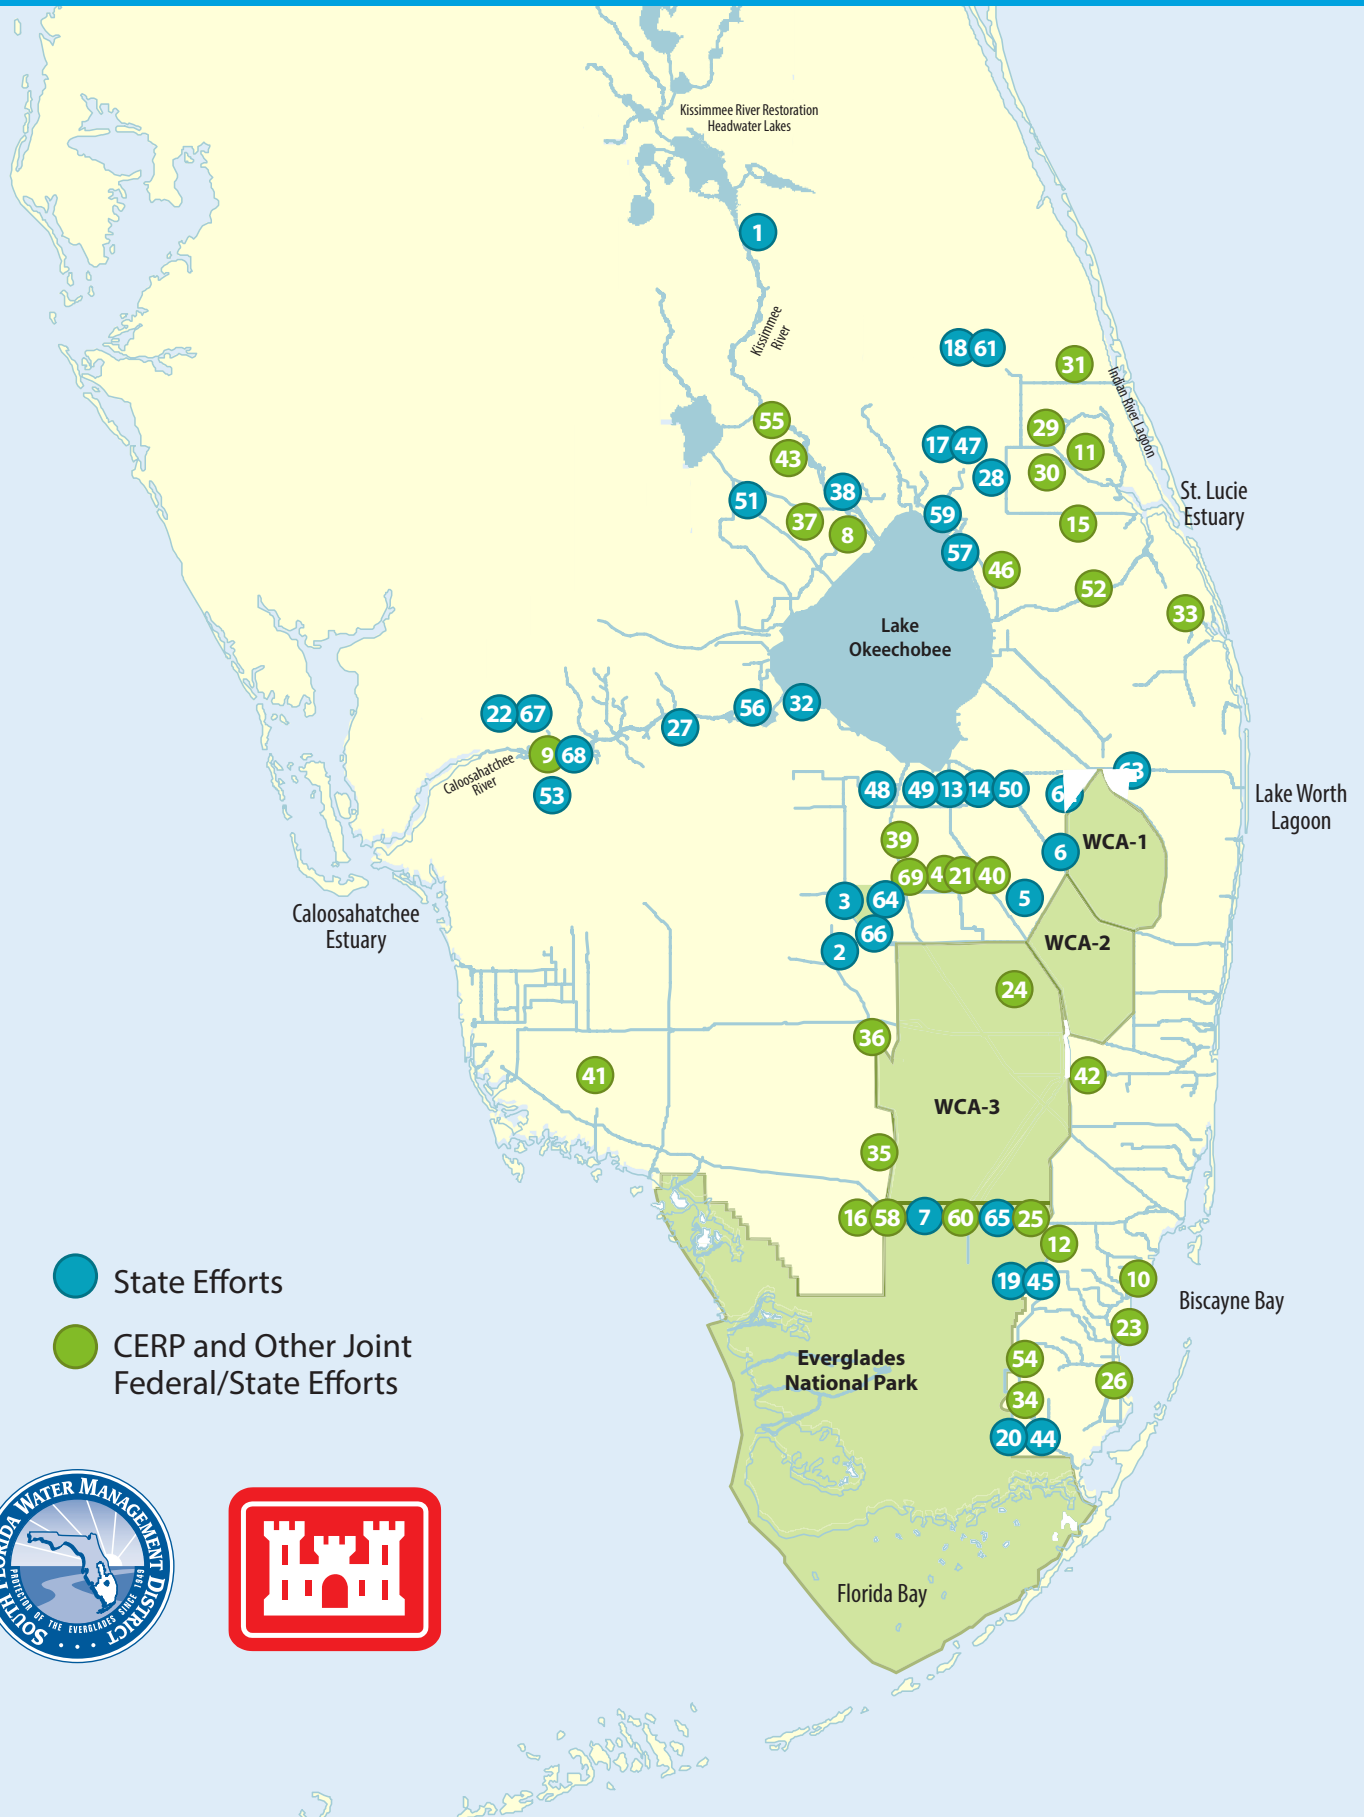 Kissimmee River Restoration
Headwater Lakes
1
Kissimmee
River
18 61
31
Indian River Lagoon
55
29
17 47
11
43
30
28
38
51
St. Lucie
Estuary
59
37
15
8
57
46
52
33
Lake
Okeechobee
32
56
22 67
27
9 68
Caloosahatchee
River
53
63
48 49 13 14 50
Lake Worth
Lagoon
39
WCA-1
6
69 4 21 40
5
3 64
Caloosahatchee
Estuary
66
WCA-2
2
24
36
41
42
WCA-3
35
16 58 7 60 65 25
12
State Efforts
19 45
10
Biscayne Bay
23
CERP and Other Joint
Federal/State Efforts
54
Everglades
National Park
26
34
20 44
SOUTH FLORIDA WATER MANAGEMENT DISTRICT
PROTECTOR OF THE EVERGLADES SINCE 1949
Florida Bay